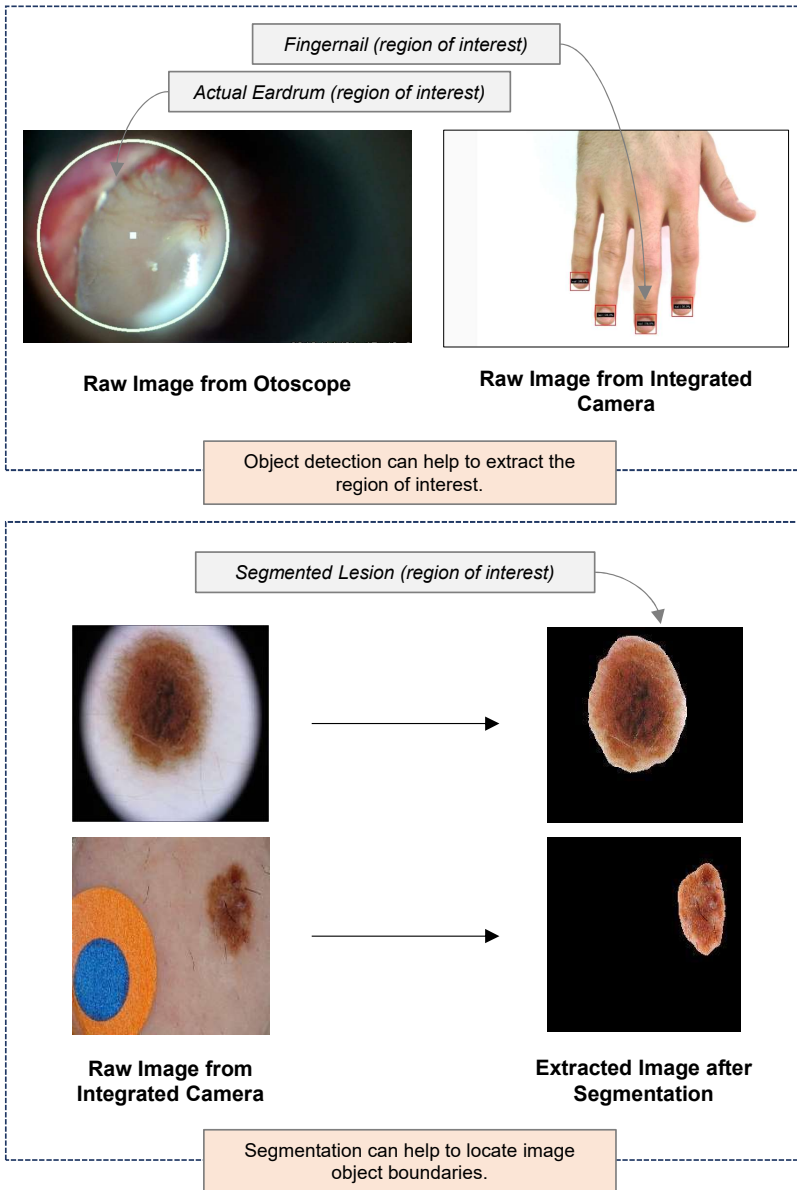 Fingernail (region of interest)
Actual Eardrum (region of interest)
Raw Image from Otoscope
Raw Image from Integrated
Camera
Object detection can help to extract the
region of interest.
Segmented Lesion (region of interest)
Raw Image from
Integrated Camera
Extracted Image after
Segmentation
Segmentation can help to locate image
object boundaries.